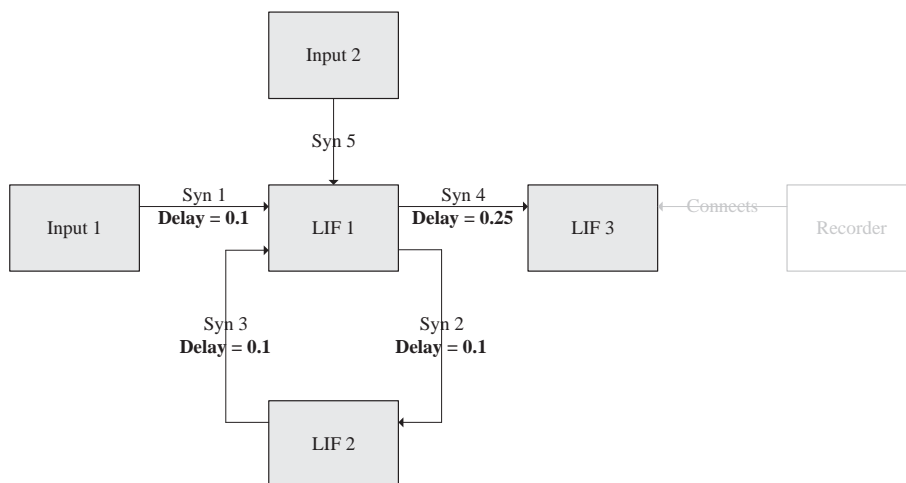 Input 2
Syn 5
Syn 1
Delay = 0.1
Syn 4
Delay = 0.25
Connects
Input 1
LIF 1
LIF 3
Recorder
Syn 3
Delay = 0.1
Syn 2
Delay = 0.1
LIF 2